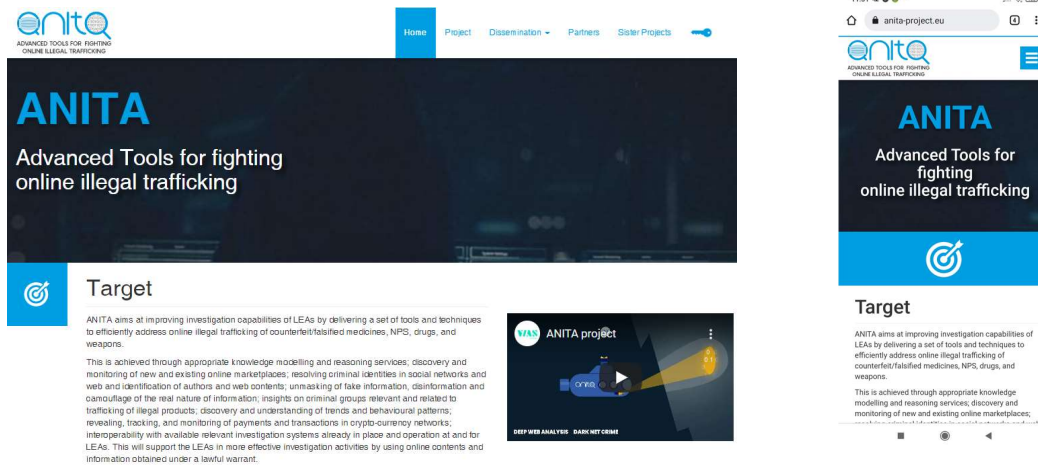 anita
ADVANCED TOOLS FOR FIGHTING
ONLINE ILLEGAL TRAFFICKING
Home Project Dissemination Partners Sister Projects
ANITA
Advanced Tools for fighting
online illegal trafficking
Target
ANITA aims at improving investigation capabilities of LEAs by delivering a set of tools and techniques
to efficiently address online illegal trafficking of counterfeit/falsified medicines, NPS, drugs, and
weapons.
This is achieved through appropriate knowledge modelling and reasoning services; discovery and
monitoring of new and existing online marketplaces; resolving criminal identities in social networks and
web and identification of authors and web contents; unmasking of fake information, disinformation and
camouflage of the real nature of information; insights on criminal groups relevant and related to
trafficking of illegal products; discovery and understanding of trends and behavioural patterns;
revealing, tracking, and monitoring of payments and transactions in crypto-currency networks;
interoperability with available relevant investigation systems already in place and operation at and for
LEAs. This will support the LEAs in more effective investigation activities by using online contents and
information obtained under a lawful warrant.
ANITA project
anita
DEEP WEB ANALYSIS DARK NET CRIME
anita-project.eu
4
anita
ADVANCED TOOLS FOR FIGHTING
ONLINE ILLEGAL TRAFFICKING
ANITA
Advanced Tools for
fighting
online illegal trafficking
Target
ANITA aims at improving investigation capabilities of
LEAs by delivering a set of tools and techniques to
efficiently address online illegal trafficking of
counterfeit/falsified medicines, NPS, drugs, and
weapons.
This is achieved through appropriate knowledge
modelling and reasoning services; discovery and
monitoring of new and existing online marketplaces;